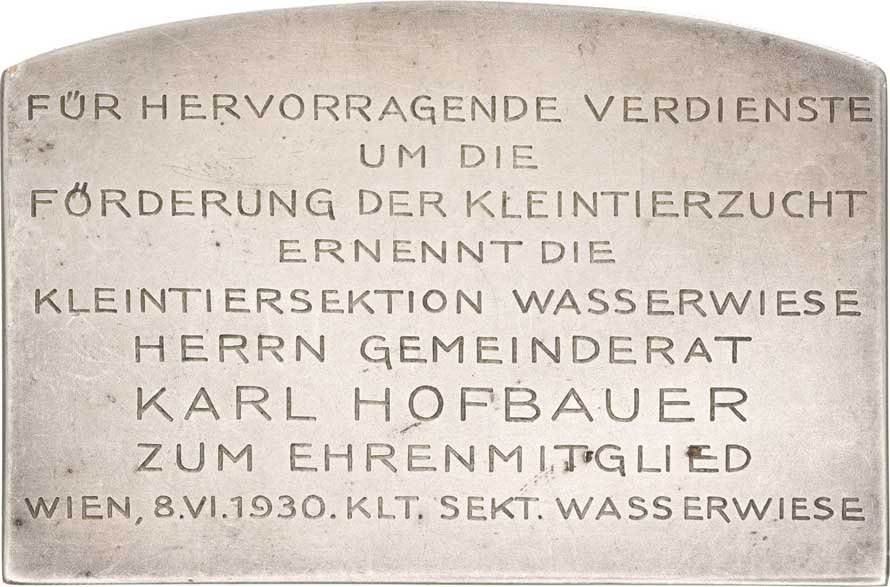 FÜR HERVORRAGENDE VERDIENSTE
UM DIE
FÖRDERUNG DER KLEINTIERZUCHT
ERNENNT DIE
KLEINTIERSEKTION WASSERWIESE
HERRN GEMEINDERAT
KARL HOFBAUER
ZUM EHRENMITGLIED
WIEN, 8.VI.1930. KLT. SEKT. WASSERWIESE